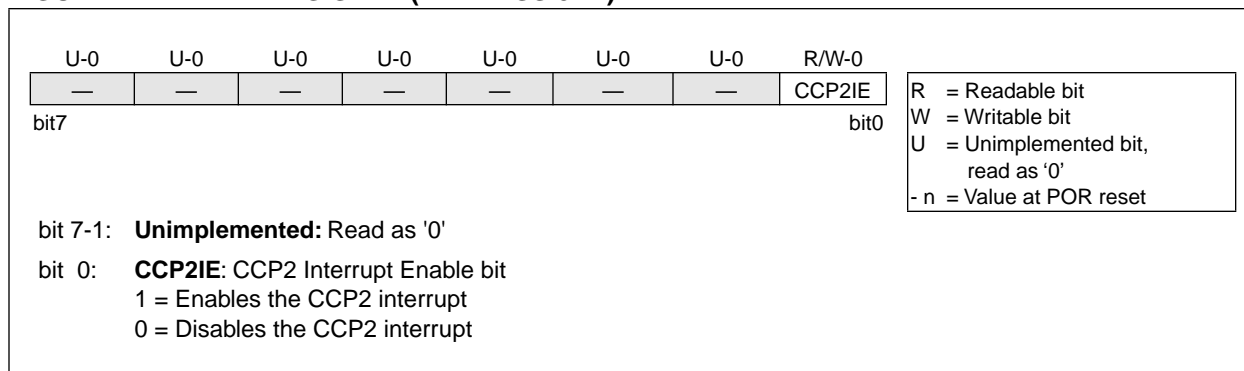 U-0 U-0 U-0 U-0 U-0 U-0 U-0 R/W-0
— — — — — — — CCP2IE
bit7 bit0
R = Readable bit
W = Writable bit
U = Unimplemented bit,
read as ‘0’
- n = Value at POR reset
bit 7-1: Unimplemented: Read as '0'
bit 0: CCP2IE: CCP2 Interrupt Enable bit
1 = Enables the CCP2 interrupt
0 = Disables the CCP2 interrupt